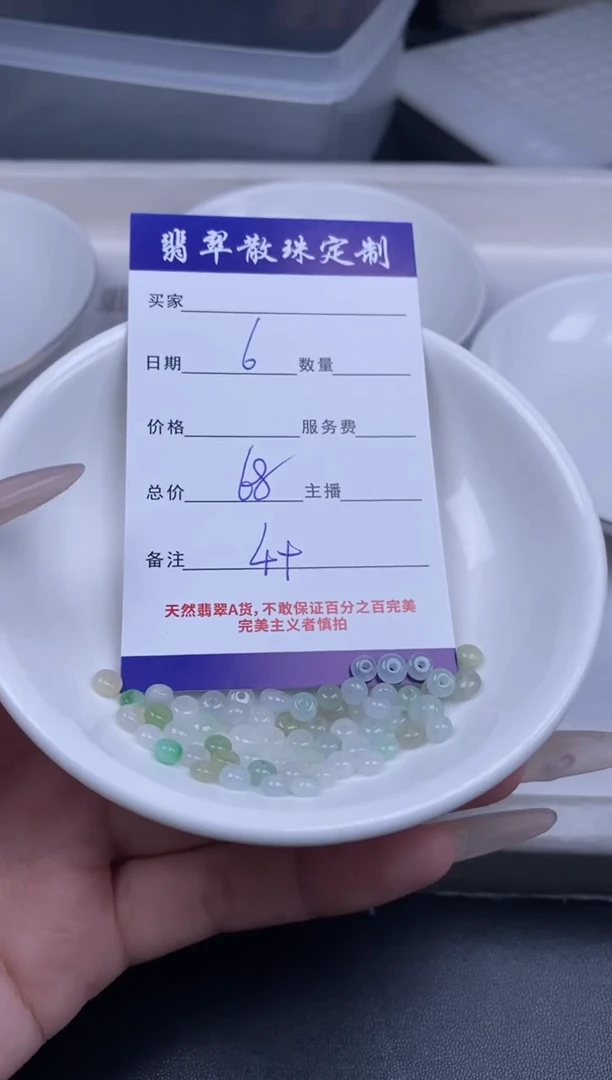 翡翠散珠定制
买家
日期 6 数量
价格 服务费
总价 68 主播
备注 4+
天然翡翠A货,不敢保证百分之百完美
完美主义者慎拍